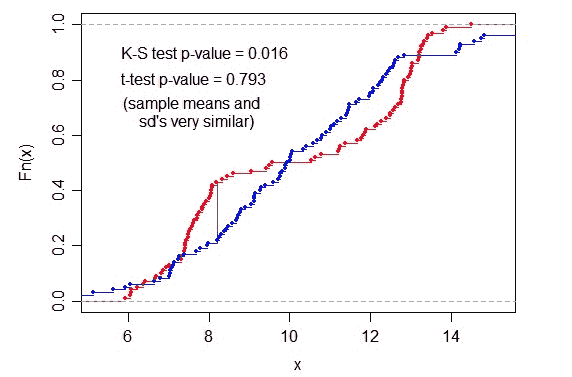 K-S test p-value = 0.016
t-test p-value = 0.793
(sample means and
sd's very similar)
Fn(x)
1.0
0.8
0.6
0.4
0.2
0.0
6 8 10 12 14
x